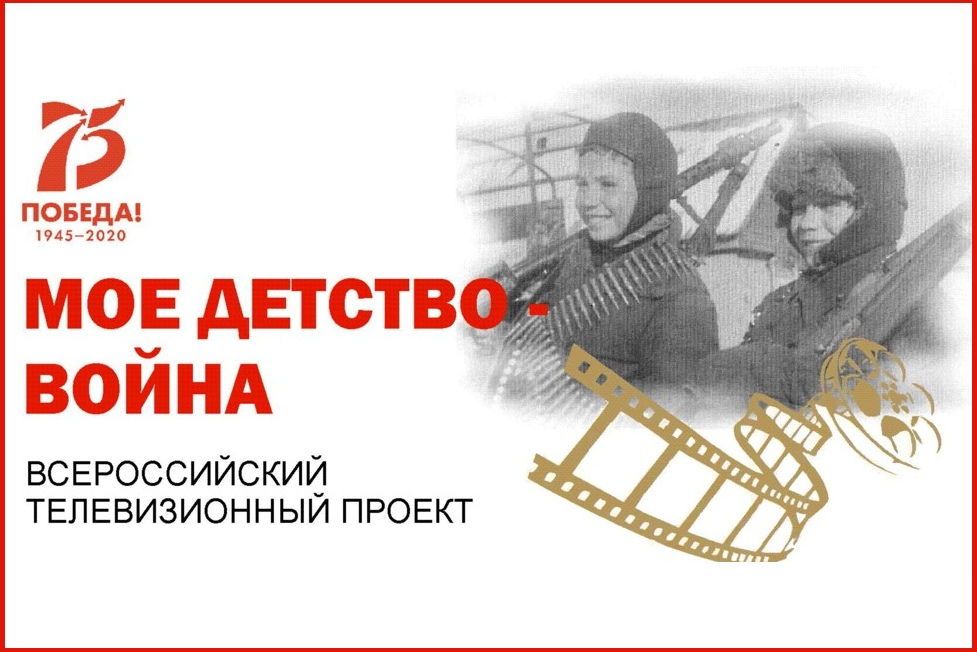 75
ПОБЕДА!
1945–2020
МОЕ ДЕТСТВО -
ВОЙНА
ВСЕРОССИЙСКИЙ
ТЕЛЕВИЗИОННЫЙ ПРОЕКТ